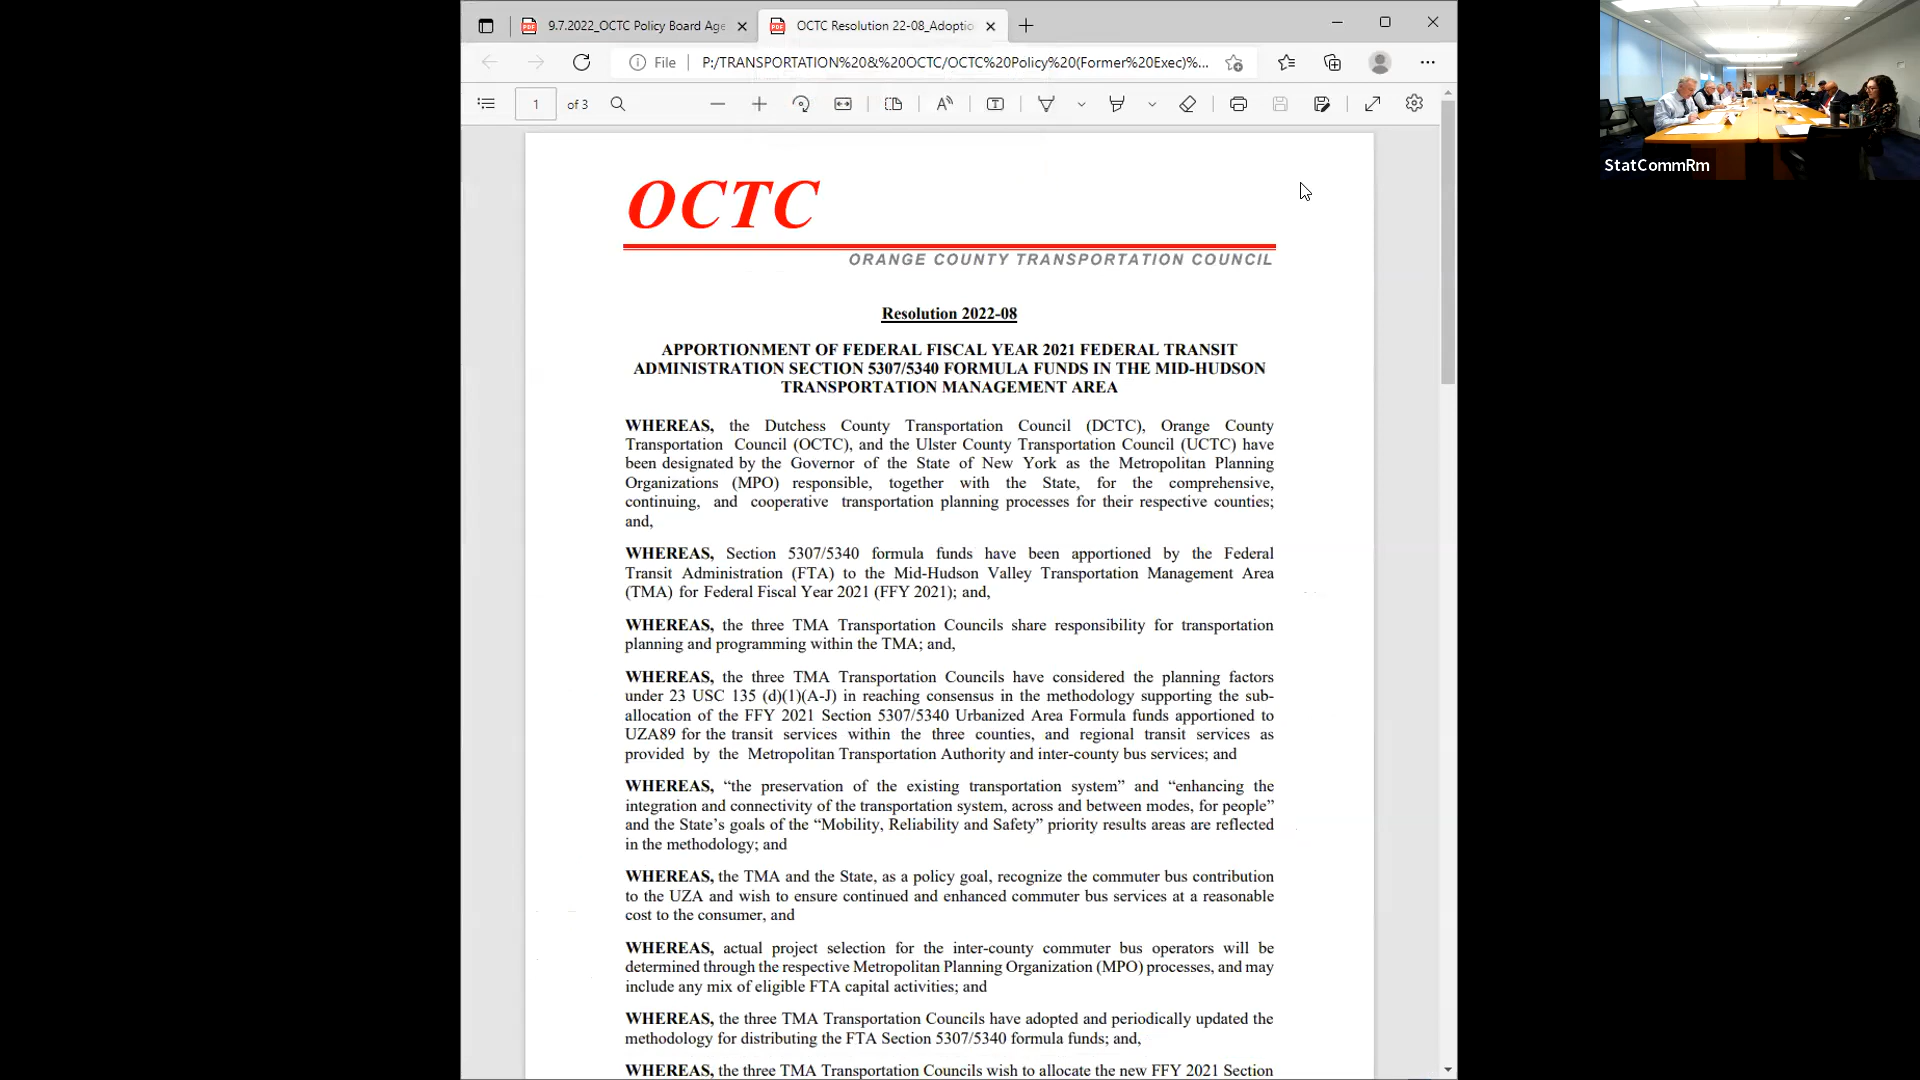 9.7.2022_OCTC Policy Board Age
OCTC Resolution 22-08_Adoptio
File
P:/TRANSPORTATION%20&%20OCTC/OCTC%20Policy%20(Former%20Exec)%...
1 of 3
StatCommRm
OCTC
ORANGE COUNTY TRANSPORTATION COUNCIL
Resolution 2022-08
APPORTIONMENT OF FEDERAL FISCAL YEAR 2021 FEDERAL TRANSIT
ADMINISTRATION SECTION 5307/5340 FORMULA FUNDS IN THE MID-HUDSON
TRANSPORTATION MANAGEMENT AREA
WHEREAS, the Dutchess County Transportation Council (DCTC), Orange County
Transportation Council (OCTC), and the Ulster County Transportation Council (UCTC) have
been designated by the Governor of the State of New York as the Metropolitan Planning
Organizations (MPO) responsible, together with the State, for the comprehensive,
continuing, and cooperative transportation planning processes for their respective counties;
and,
WHEREAS, Section 5307/5340 formula funds have been apportioned by the Federal
Transit Administration (FTA) to the Mid-Hudson Valley Transportation Management Area
(TMA) for Federal Fiscal Year 2021 (FFY 2021); and,
WHEREAS, the three TMA Transportation Councils share responsibility for transportation
planning and programming within the TMA; and,
WHEREAS, the three TMA Transportation Councils have considered the planning factors
under 23 USC 135 (d)(1)(A-J) in reaching consensus in the methodology supporting the sub-
allocation of the FFY 2021 Section 5307/5340 Urbanized Area Formula funds apportioned to
UZA89 for the transit services within the three counties, and regional transit services as
provided by the Metropolitan Transportation Authority and inter-county bus services; and
WHEREAS, “the preservation of the existing transportation system” and “enhancing the
integration and connectivity of the transportation system, across and between modes, for people”
and the State’s goals of the “Mobility, Reliability and Safety” priority results areas are reflected
in the methodology; and
WHEREAS, the TMA and the State, as a policy goal, recognize the commuter bus contribution
to the UZA and wish to ensure continued and enhanced commuter bus services at a reasonable
cost to the consumer, and
WHEREAS, actual project selection for the inter-county commuter bus operators will be
determined through the respective Metropolitan Planning Organization (MPO) processes, and may
include any mix of eligible FTA capital activities; and
WHEREAS, the three TMA Transportation Councils have adopted and periodically updated the
methodology for distributing the FTA Section 5307/5340 formula funds; and,
WHEREAS, the three TMA Transportation Councils wish to allocate the new FFY 2021 Section